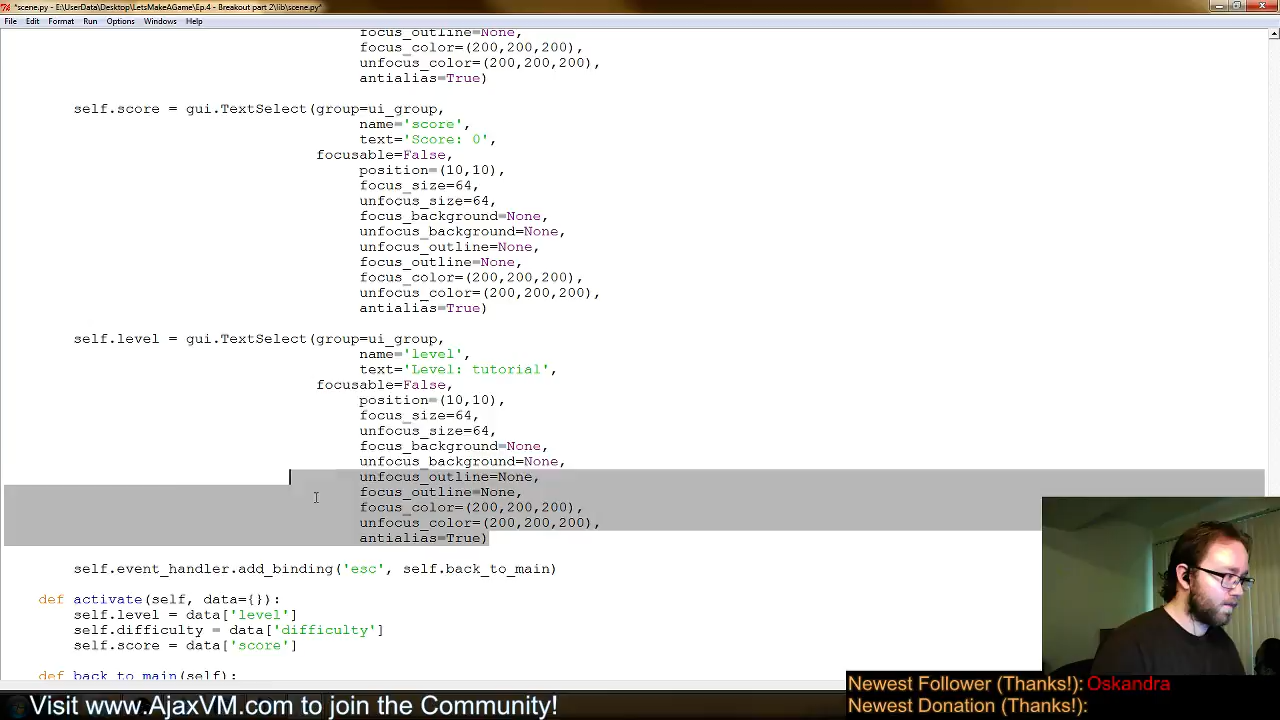 *scene.py - E:\UserData\Desktop\LetsMakeAGame\Ep.4 - Breakout part 2\lib\scene.py*
File Edit Format Run Options Windows Help
focus_outline=None,
focus_color=(200,200,200),
unfocus_color=(200,200,200),
antialias=True)
self.score = gui.TextSelect(group=ui_group,
name='score',
text='Score: 0',
focusable=False,
position=(10,10),
focus_size=64,
unfocus_size=64,
focus_background=None,
unfocus_background=None,
unfocus_outline=None,
focus_outline=None,
focus_color=(200,200,200),
unfocus_color=(200,200,200),
antialias=True)
self.level = gui.TextSelect(group=ui_group,
name='level',
text='Level: tutorial',
focusable=False,
position=(10,10),
focus_size=64,
unfocus_size=64,
focus_background=None,
unfocus_background=None,
unfocus_outline=None,
focus_outline=None,
focus_color=(200,200,200),
unfocus_color=(200,200,200),
antialias=True)
self.event_handler.add_binding('esc', self.back_to_main)
def activate(self, data={}):
self.level = data['level']
self.difficulty = data['difficulty']
self.score = data['score']
def back_to_main(self):
Visit www.AjaxVM.com to join the Community!
Newest Follower (Thanks!): Oskandra
Newest Donation (Thanks!):